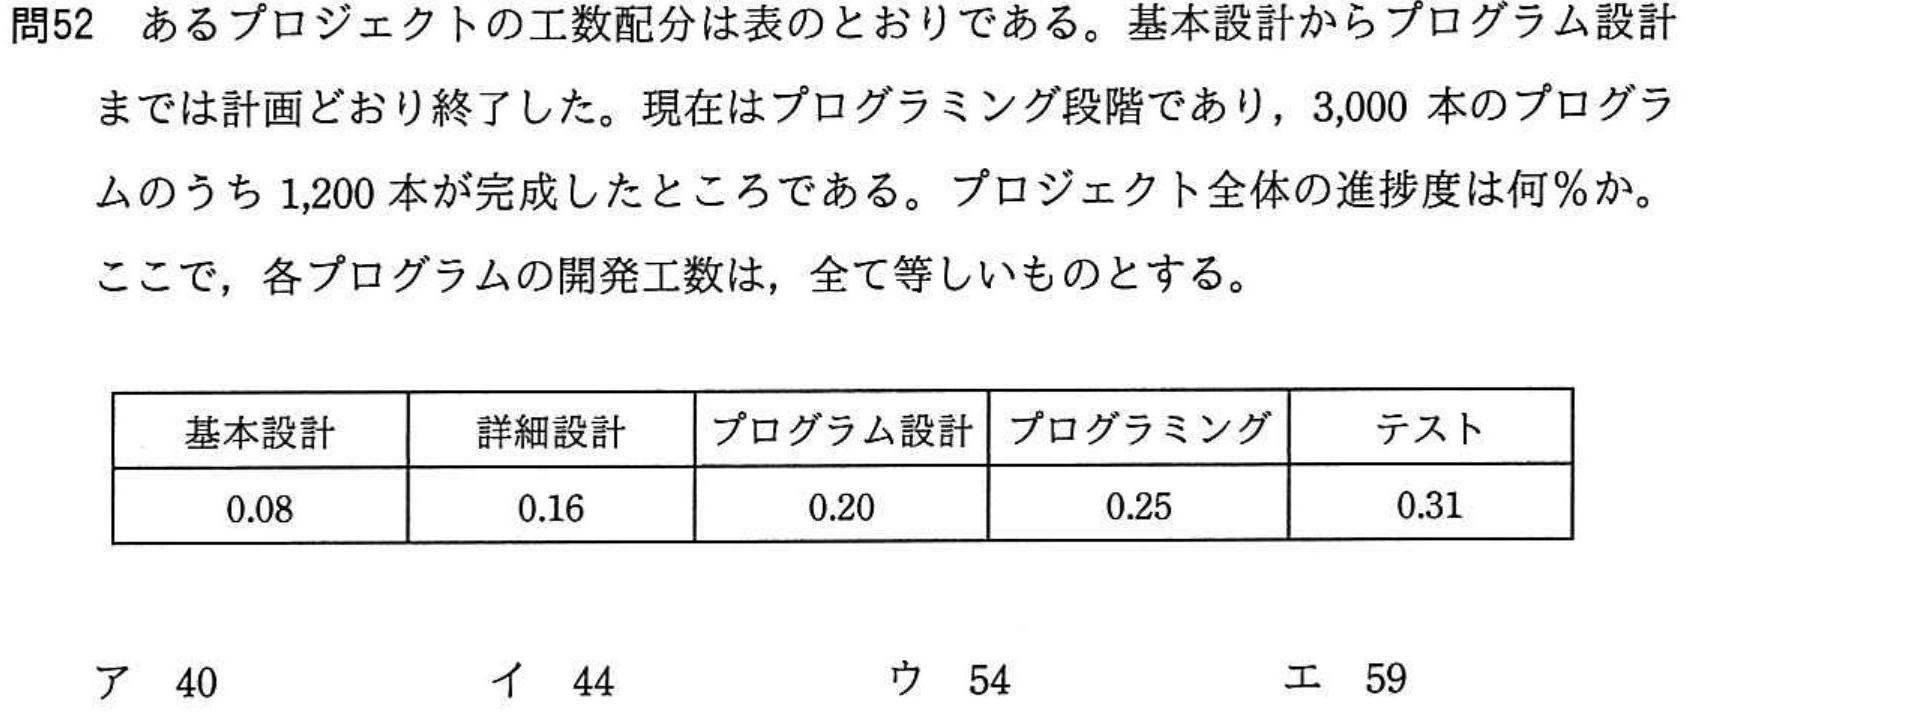 問52 あるプロジェクトの工数配分は表のとおりである。基本設計からプログラム設計
までは計画どおり終了した。現在はプログラミング段階であり，3,000 本のプログラ
ムのうち 1,200 本が完成したところである。プロジェクト全体の進捗度は何％か。
ここで，各プログラムの開発工数は，全て等しいものとする。
基本設計 詳細設計 プログラム設計 プログラミング テスト
0.08 0.16 0.20 0.25 0.31
ア 40 イ 44 ウ 54 エ 59